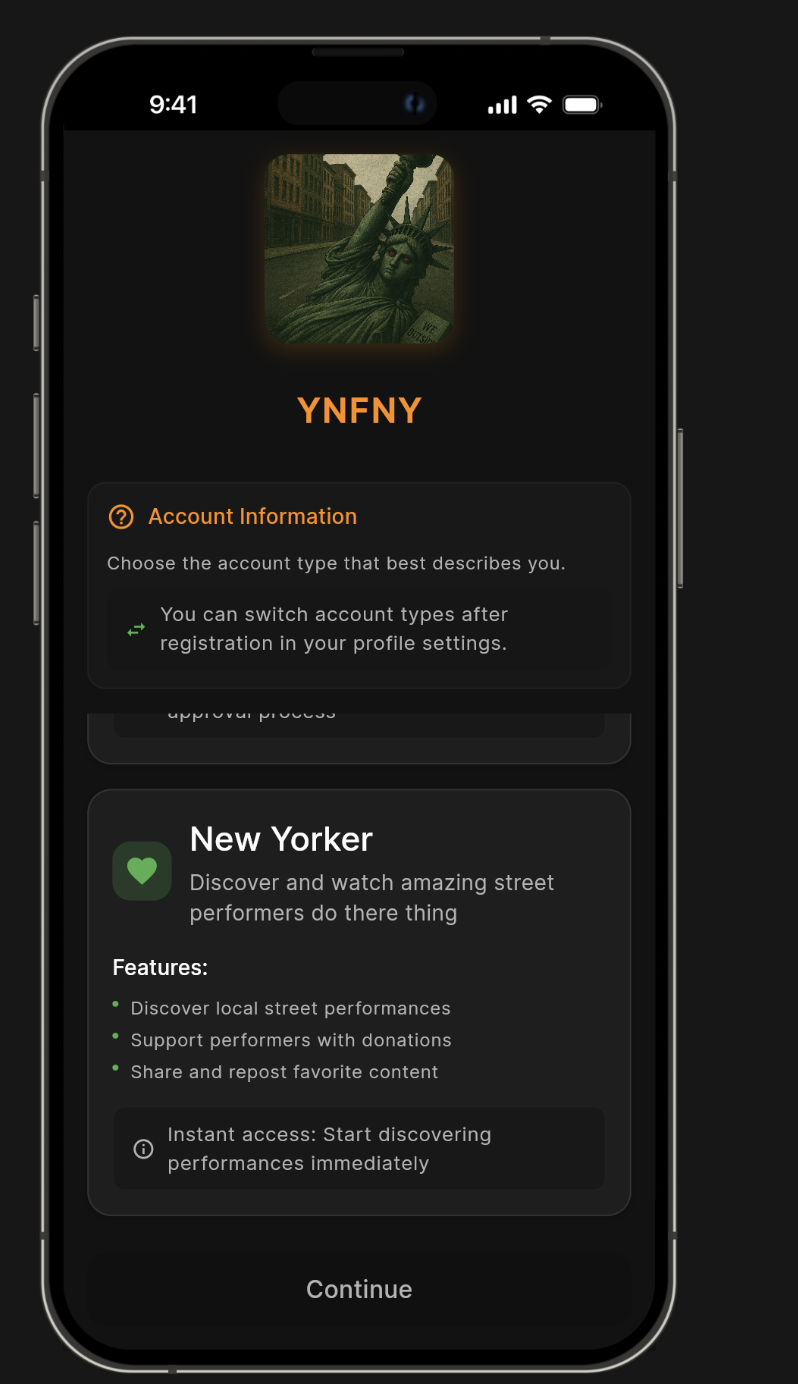 9:41
WE
OUTSIDE
YNFNY
Account Information
Choose the account type that best describes you.
You can switch account types after
registration in your profile settings.
approval process
New Yorker
Discover and watch amazing street
performers do there thing
Features:
• Discover local street performances
• Support performers with donations
• Share and repost favorite content
Instant access: Start discovering
performances immediately
Continue